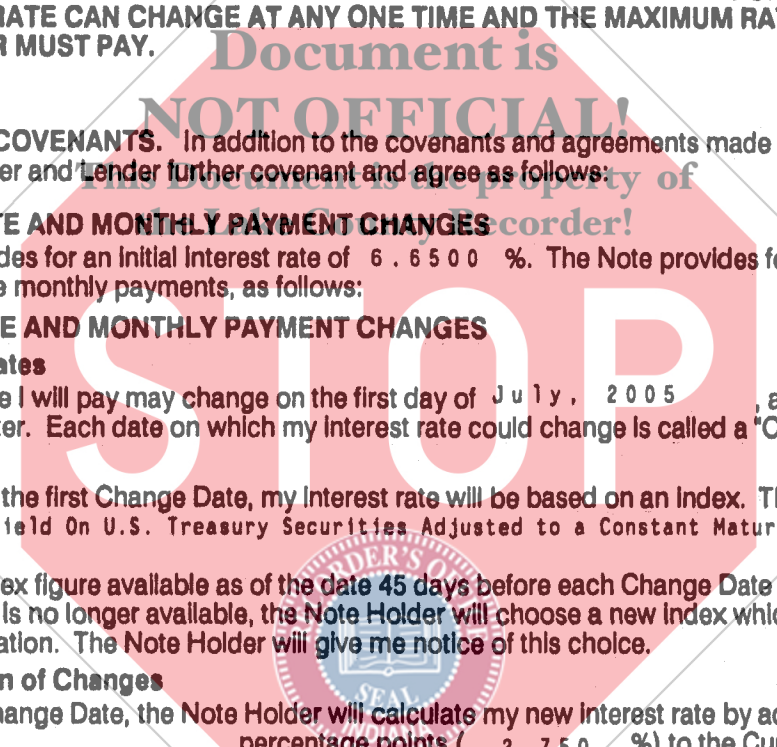 RATE CAN CHANGE AT ANY ONE TIME AND THE MAXIMUM RA
R MUST PAY.
Document is
NOT OFFICIAL!
COVENANTS. In addition to the covenants and agreements made
er and Lender further covenant and agree as follows:
This Document is the property of
TE AND MONTHLY PAYMENT CHANGES
the Lake County Recorder!
des for an initial interest rate of 6.6500 %. The Note provides f
e monthly payments, as follows:
E AND MONTHLY PAYMENT CHANGES
STOP
ates
e I will pay may change on the first day of July, 2005 , a
ter. Each date on which my interest rate could change is called a "C
the first Change Date, my interest rate will be based on an Index. T
ield On U.S. Treasury Securities Adjusted to a Constant Matur
ex figure available as of the date 45 days before each Change Date
is no longer available, the Note Holder will choose a new index whic
ation. The Note Holder will give me notice of this choice.
n of Changes
hange Date, the Note Holder will calculate my new interest rate by a
percentage points ( 2.750 %) to the Cu
SEAL
INDIANA